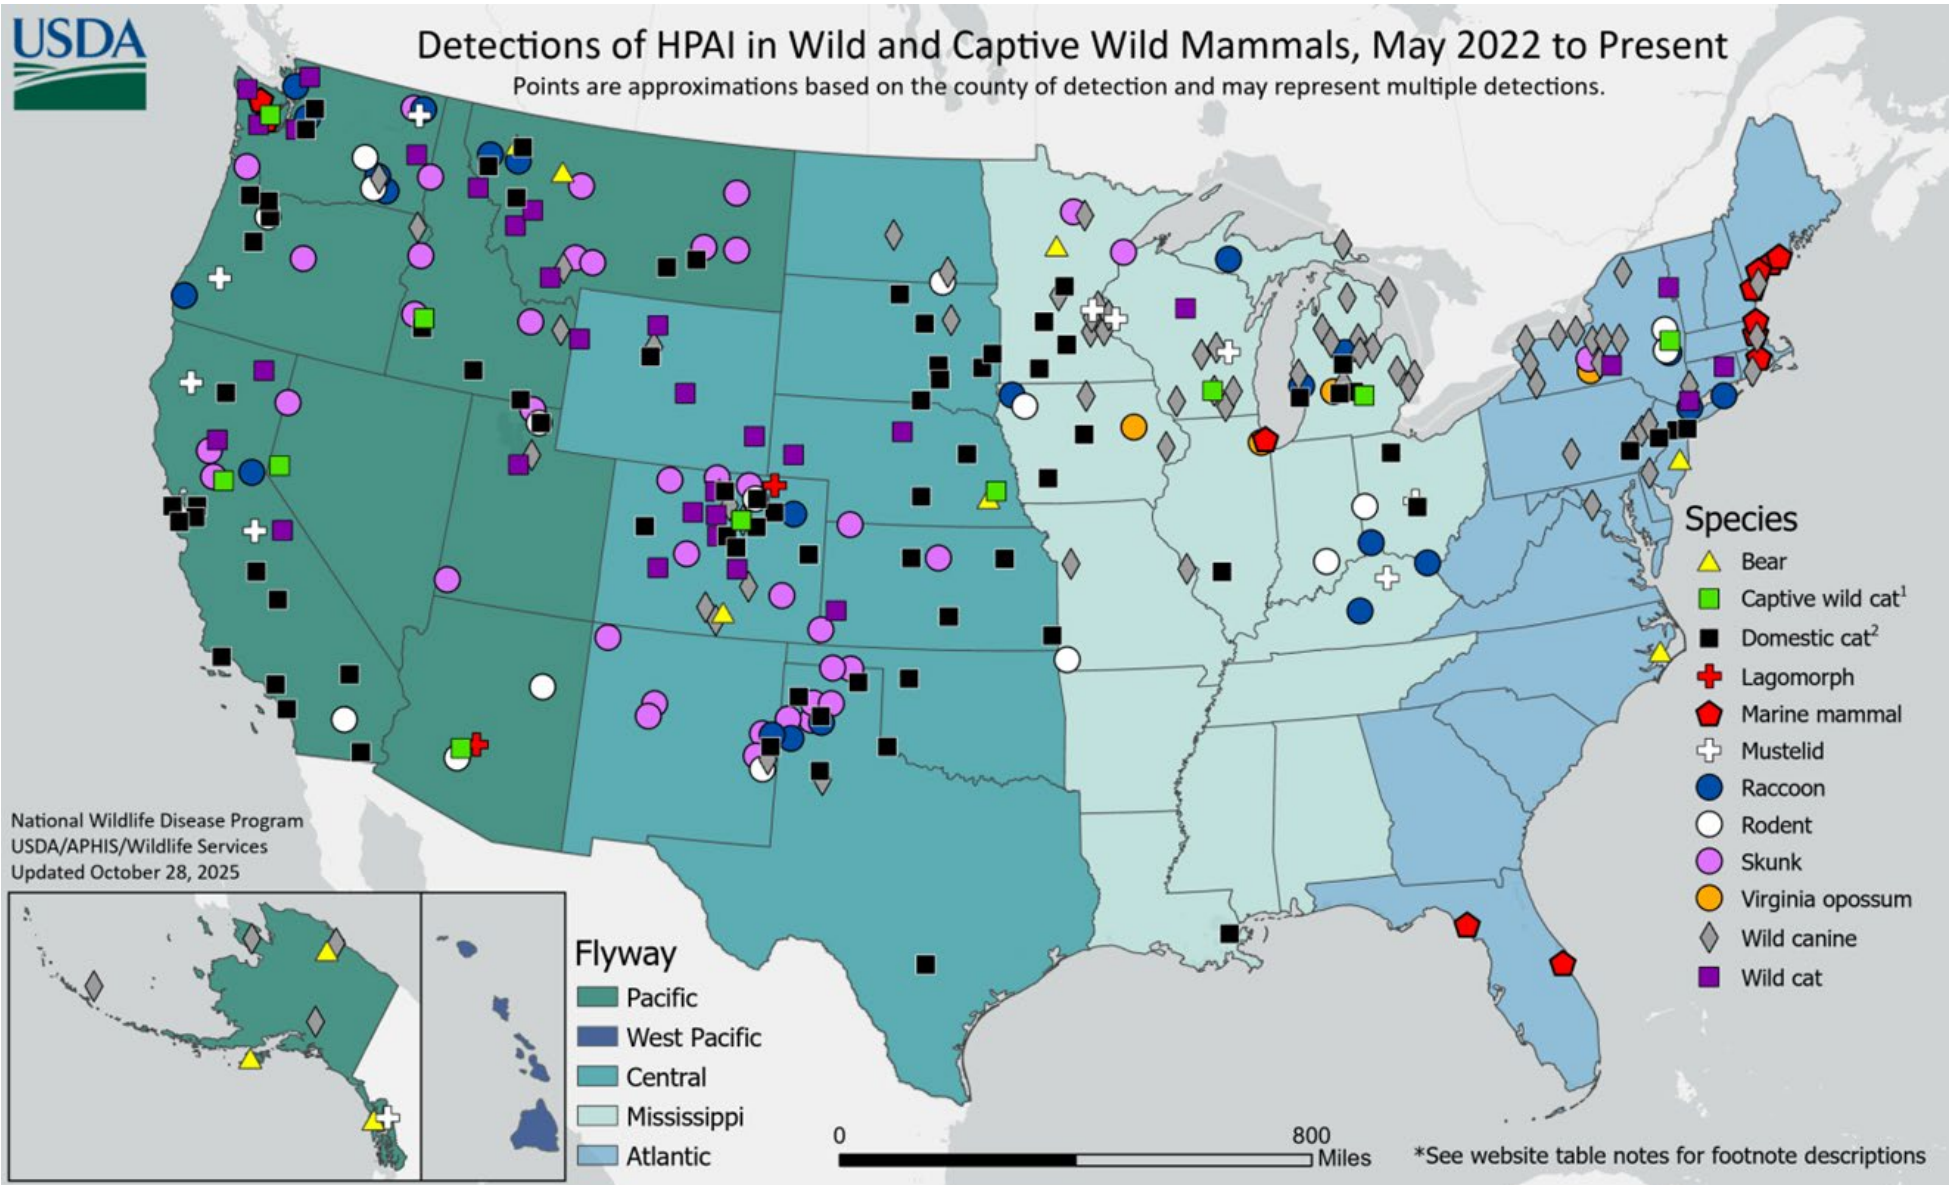 USDA
Detections of HPAI in Wild and Captive Wild Mammals, May 2022 to Present
Points are approximations based on the county of detection and may represent multiple detections.
Species
Bear
Captive wild cat¹
Domestic cat²
Lagomorph
Marine mammal
Mustelid
Raccoon
Rodent
Skunk
Virginia opossum
Wild canine
Wild cat
National Wildlife Disease Program
USDA/APHIS/Wildlife Services
Updated October 28, 2025
Flyway
Pacific
West Pacific
Central
Mississippi
Atlantic
0 800
Miles
*See website table notes for footnote descriptions